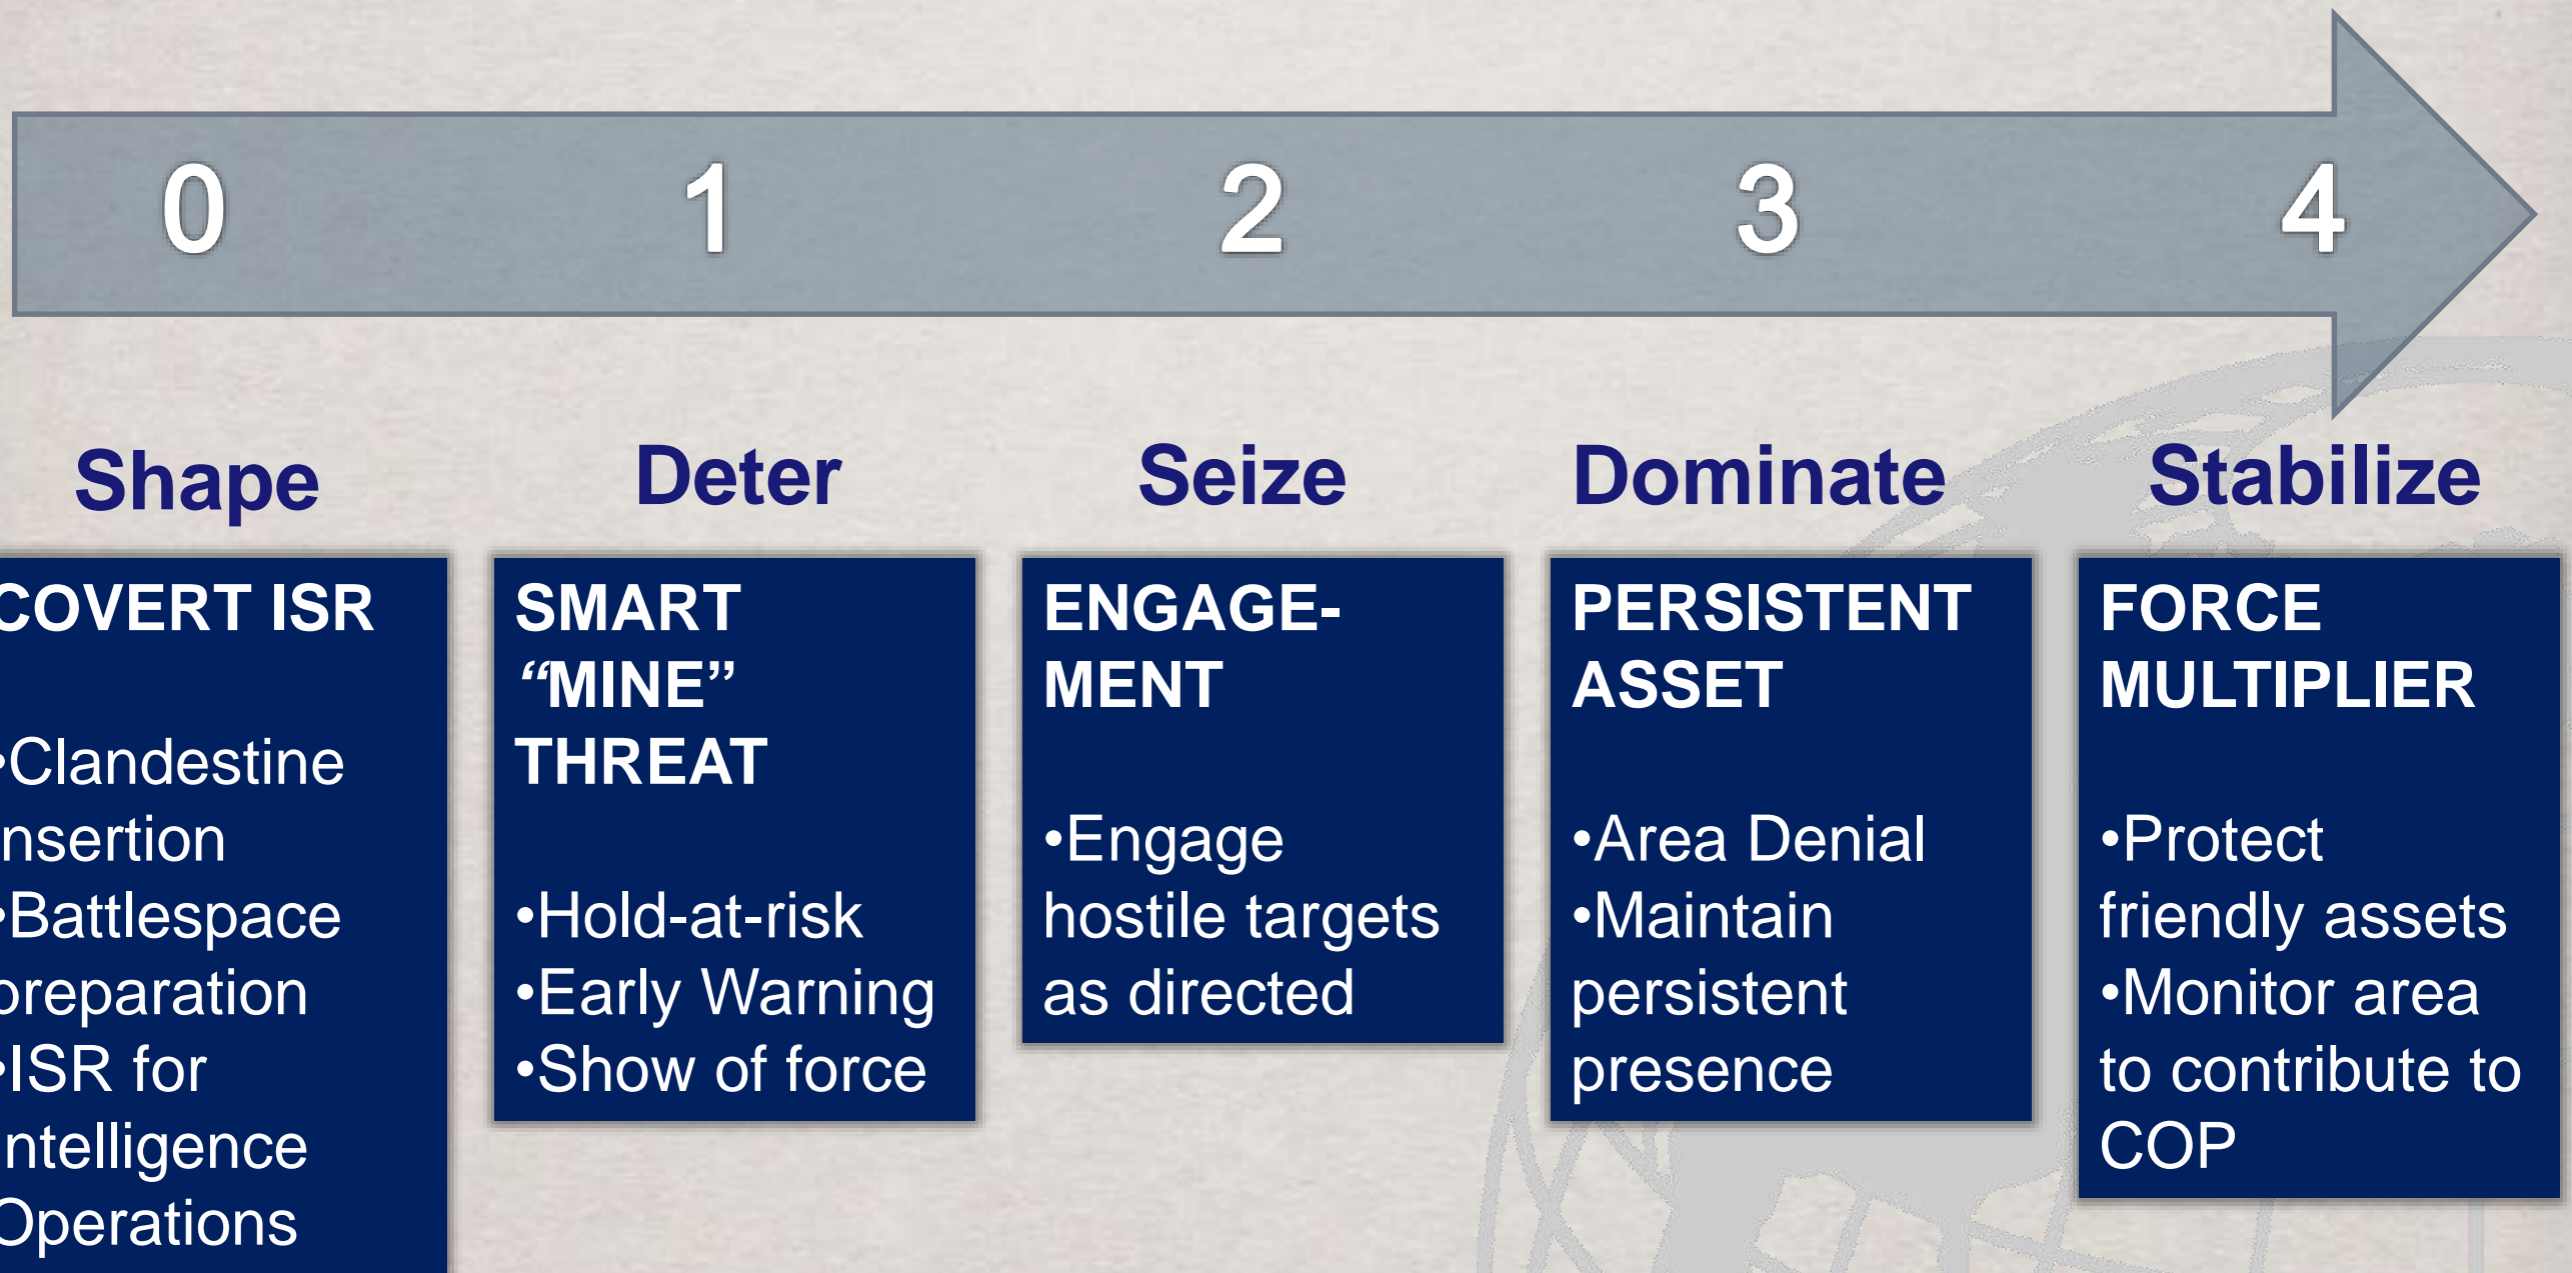 0 1 2 3 4
Shape Deter Seize Dominate Stabilize
COVERT ISR
•Clandestine
nsertion
•Battlespace
preparation
•ISR for
ntelligence
Operations
SMART
“MINE”
THREAT
•Hold-at-risk
•Early Warning
•Show of force
ENGAGE-
MENT
•Engage
hostile targets
as directed
PERSISTENT
ASSET
•Area Denial
•Maintain
persistent
presence
FORCE
MULTIPLIER
•Protect
friendly assets
•Monitor area
to contribute to
COP